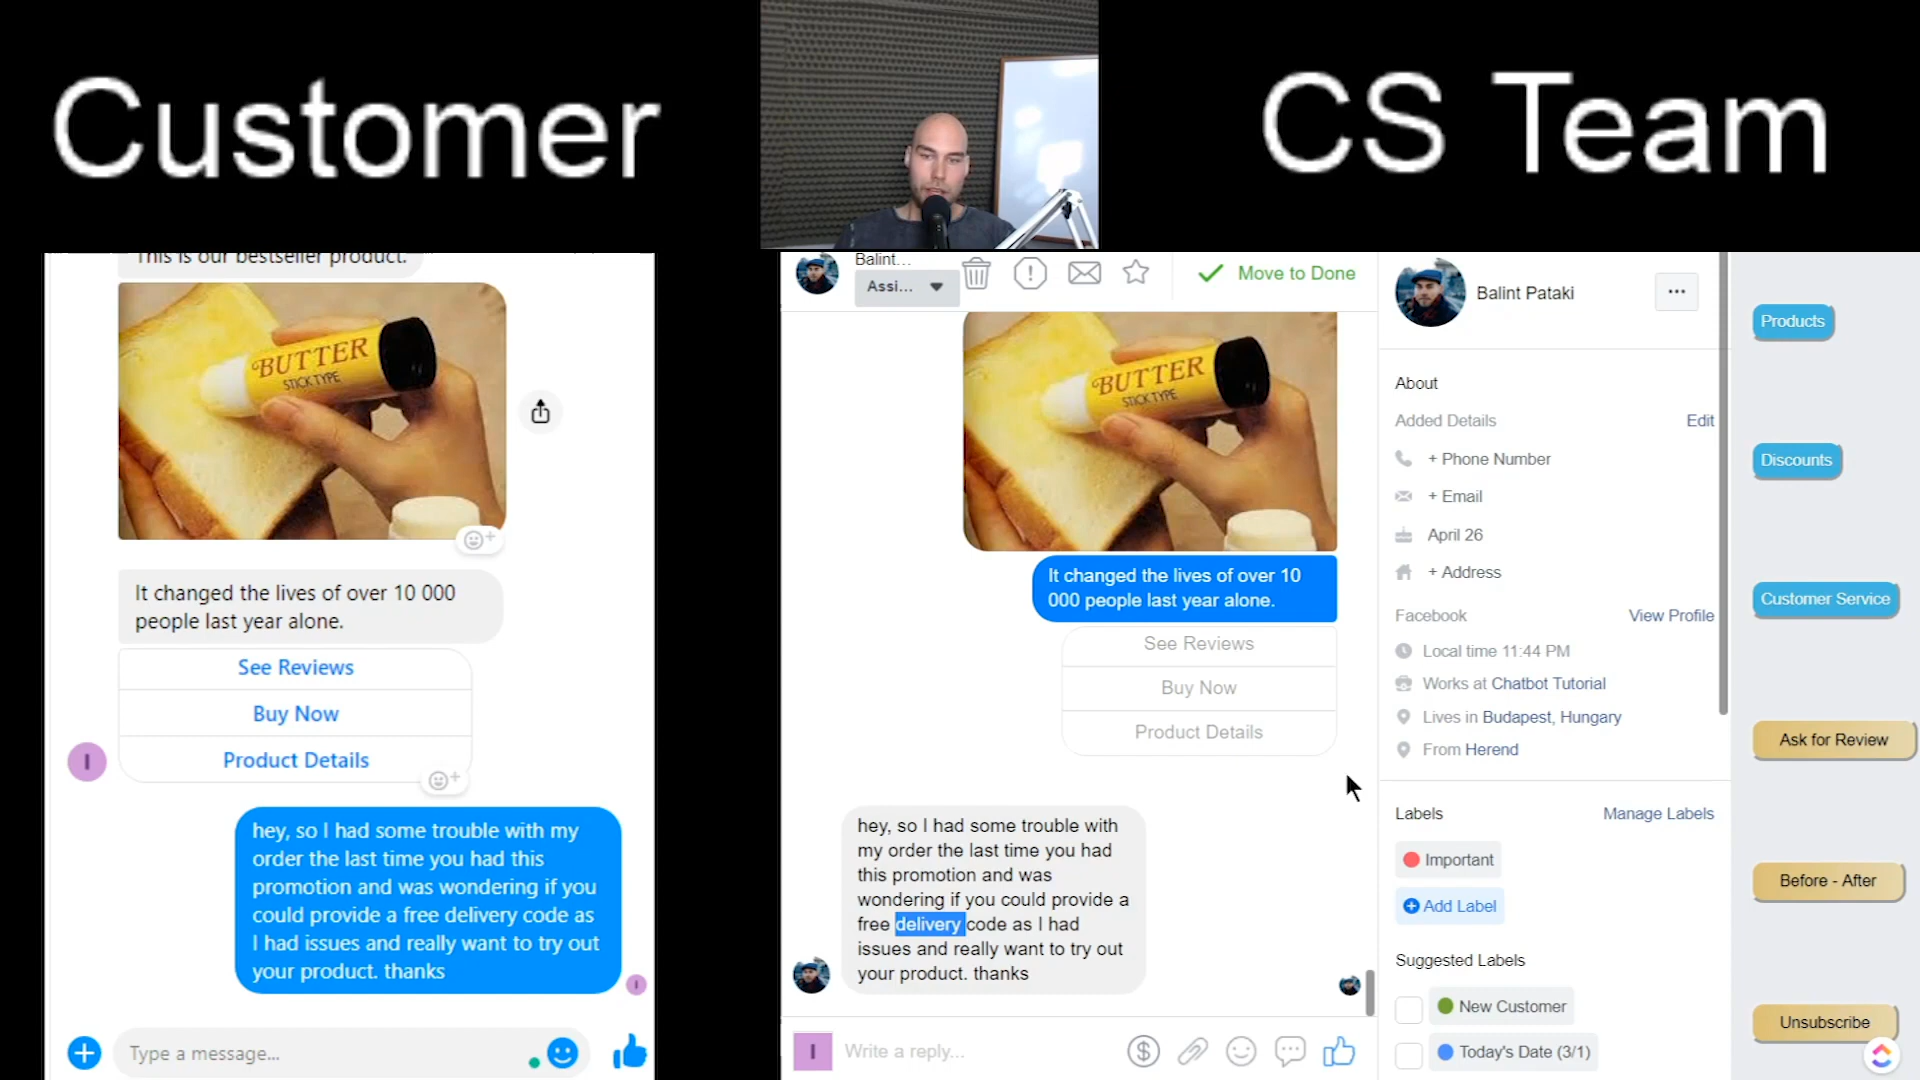 Customer
CS Team
This is our bestseller product.
BUTTER
STICK TYPE
It changed the lives of over 10 000
people last year alone.
See Reviews
Buy Now
Product Details
I
hey, so I had some trouble with my
order the last time you had this
promotion and was wondering if you
could provide a free delivery code as
I had issues and really want to try out
your product. thanks
I
Type a message...
Balint...
Assi...
Move to Done
BUTTER
STICK TYPE
It changed the lives of over 10
000 people last year alone.
See Reviews
Buy Now
Product Details
hey, so I had some trouble with
my order the last time you had
this promotion and was
wondering if you could provide a
free delivery code as I had
issues and really want to try out
your product. thanks
I
Write a reply...
Balint Pataki
About
Added Details
Edit
+ Phone Number
+ Email
April 26
+ Address
Facebook
View Profile
Local time 11:44 PM
Works at Chatbot Tutorial
Lives in Budapest, Hungary
From Herend
Labels
Manage Labels
Important
Add Label
Suggested Labels
New Customer
Today's Date (3/1)
Products
Discounts
Customer Service
Ask for Review
Before - After
Unsubscribe